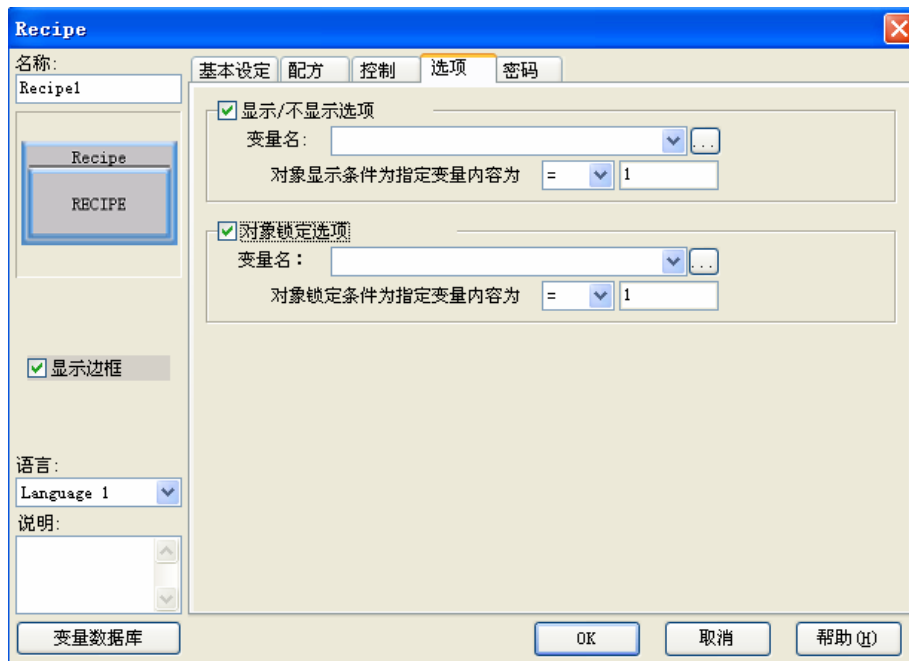 Recipe
名称:
Recipe1
Recipe
RECIPE
显示边框
语言:
Language 1
说明:
变量数据库
基本设定 配方 控制 选项 密码
显示/不显示选项
变量名:
...
对象显示条件为指定变量内容为 = 1
对象锁定选项
变量名：
...
对象锁定条件为指定变量内容为 = 1
OK 取消 帮助(H)